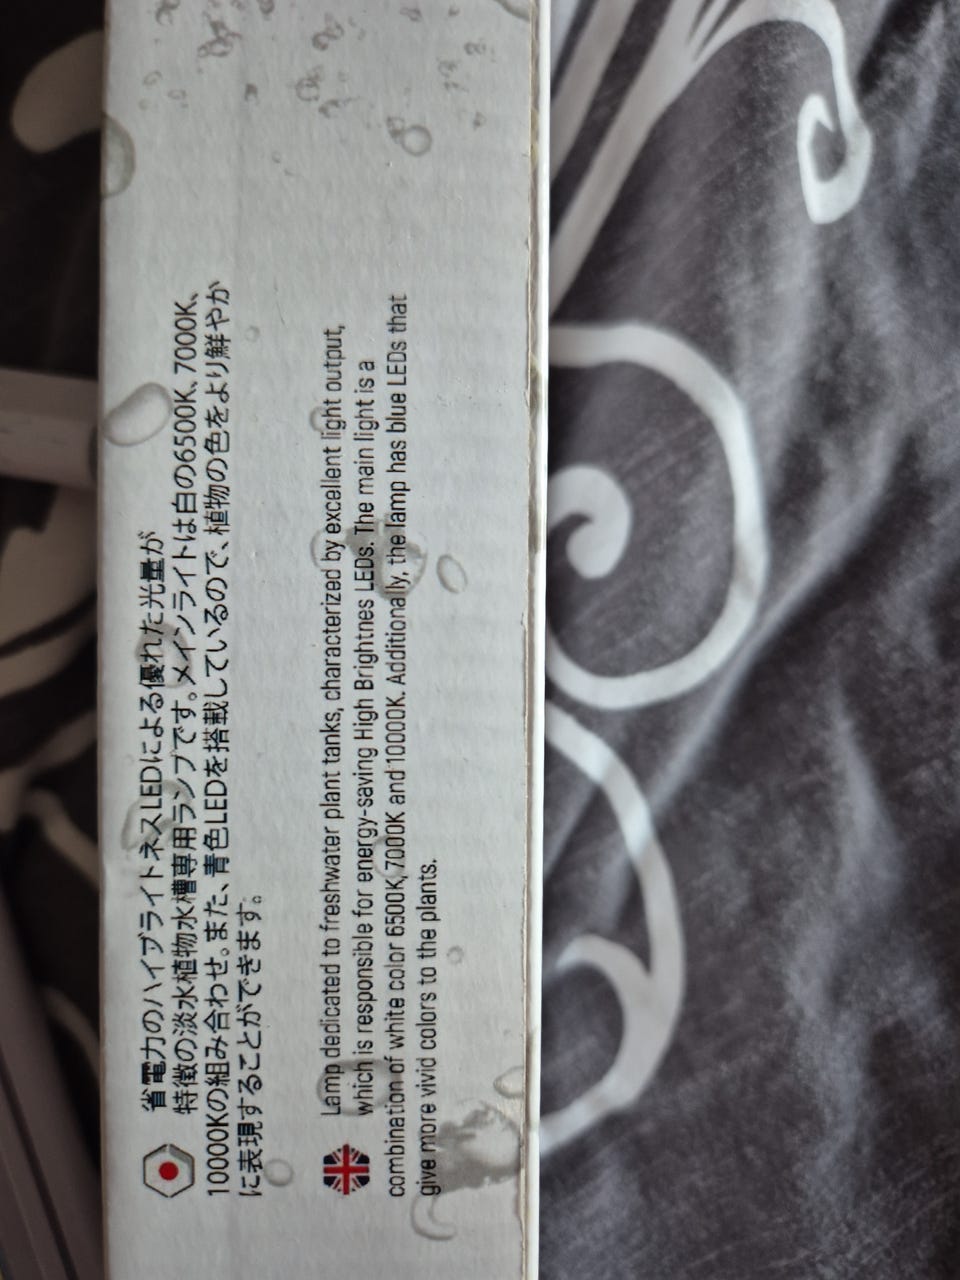 省電力のハイブライトネスLEDによる優れた光量が
特徴の淡水植物水槽専用ランプです。メインライトは白の6500K、7000K、
10000Kの組み合わせ。また、青色LEDを搭載しているので、植物の色をより鮮やか
に表現することができます。
Lamp dedicated to freshwater plant tanks, characterized by excellent light output,
which is responsible for energy-saving High Brightnes LEDs. The main light is a
combination of white color 6500K,7000K and 10000K. Additionally, the lamp has blue LEDs that
give more vivid colors to the plants.